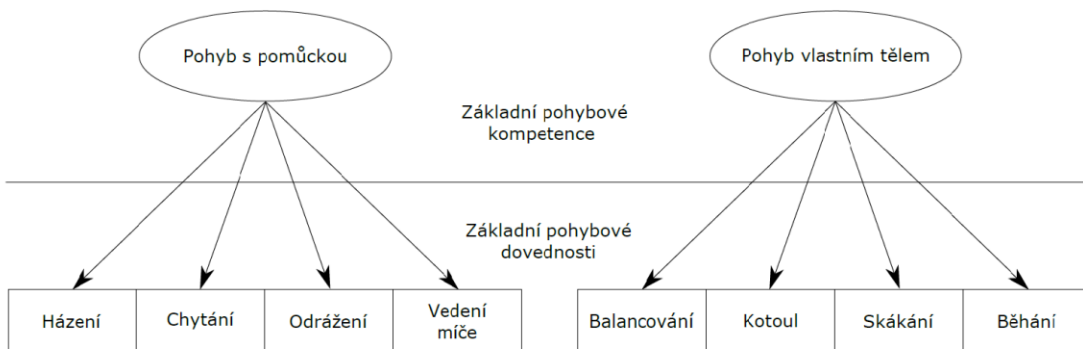 Pohyb s pomůckou
Pohyb vlastním tělem
Základní pohybové
kompetence
Základní pohybové
dovednosti
Házení
Chytání
Odrážení
Vedení
míče
Balancování
Kotoul
Skákání
Běhání